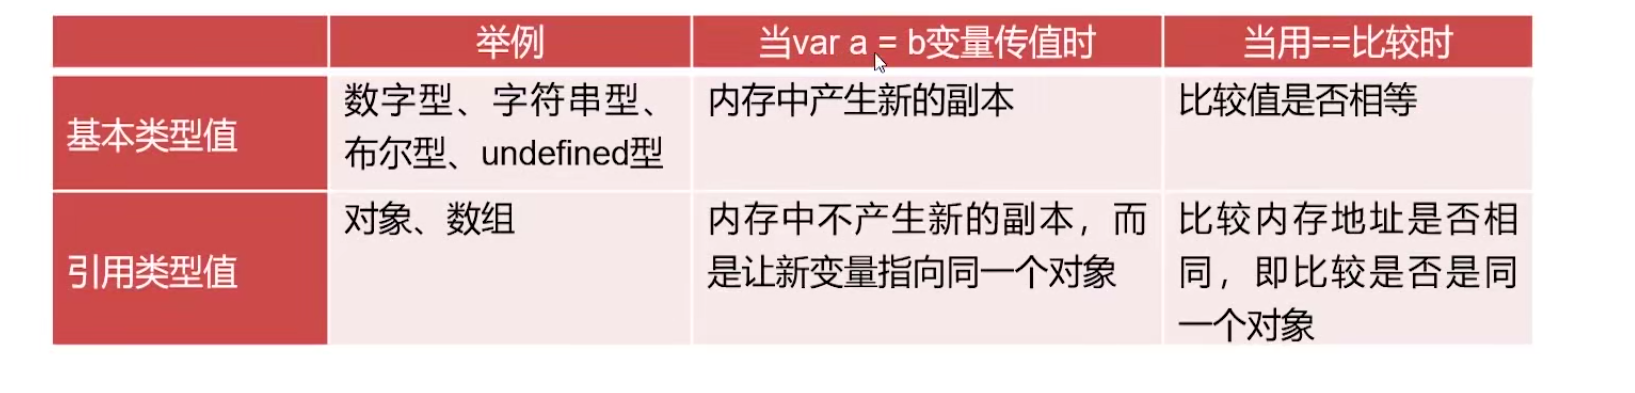 举例
当var a = b变量传值时
当用==比较时
基本类型值
数字型、字符串型、
布尔型、undefined型
内存中产生新的副本
比较值是否相等
引用类型值
对象、数组
内存中不产生新的副本，而
是让新变量指向同一个对象
比较内存地址是否相
同，即比较是否是同
一个对象